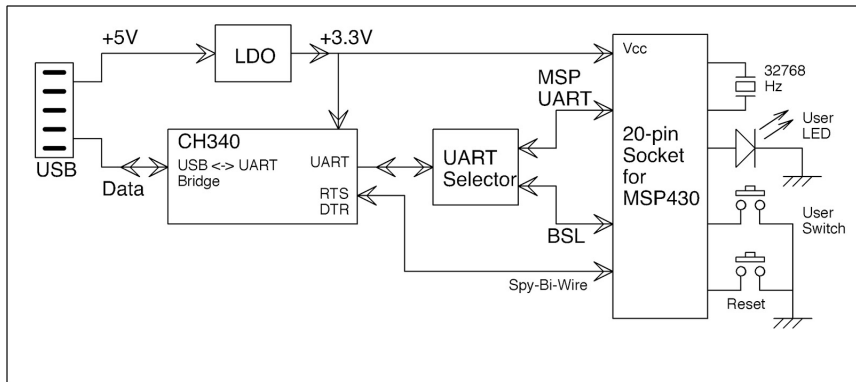 +5V
LDO
+3.3V
Vcc
MSP
UART
32768
Hz
CH340
USB <-> UART
Bridge
UART
RTS
DTR
UART
Selector
20-pin
Socket
for
MSP430
User
LED
USB
Data
BSL
User
Switch
Spy-Bi-Wire
Reset